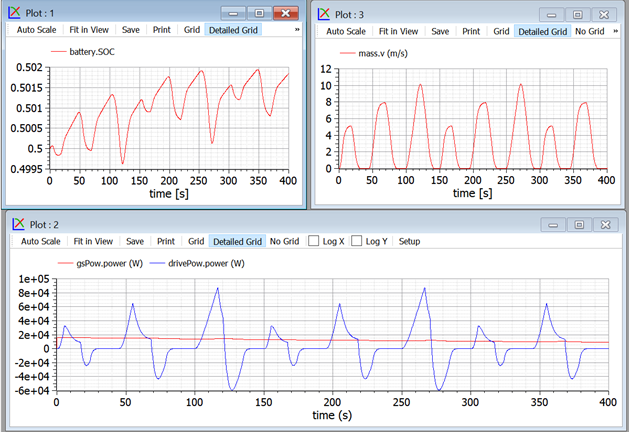 Plot : 1
Auto Scale Fit in View Save Print Grid Detailed Grid »
battery.SOC
0.502
0.5015
0.501
0.5005
0.5
0.4995
0 50 100 150 200 250 300 350 400
time [s]
Plot : 3
Auto Scale Fit in View Save Print Grid Detailed Grid No Grid »
mass.v (m/s)
12
10
8
6
4
2
0
0 50 100 150 200 250 300 350 400
time [s]
Plot : 2
Auto Scale Fit in View Save Print Grid Detailed Grid No Grid Log X Log Y Setup
gsPow.power (W) drivePow.power (W)
1e+05
8e+04
6e+04
4e+04
2e+04
0
-2e+04
-4e+04
-6e+04
0 50 100 150 200 250 300 350 400
time (s)